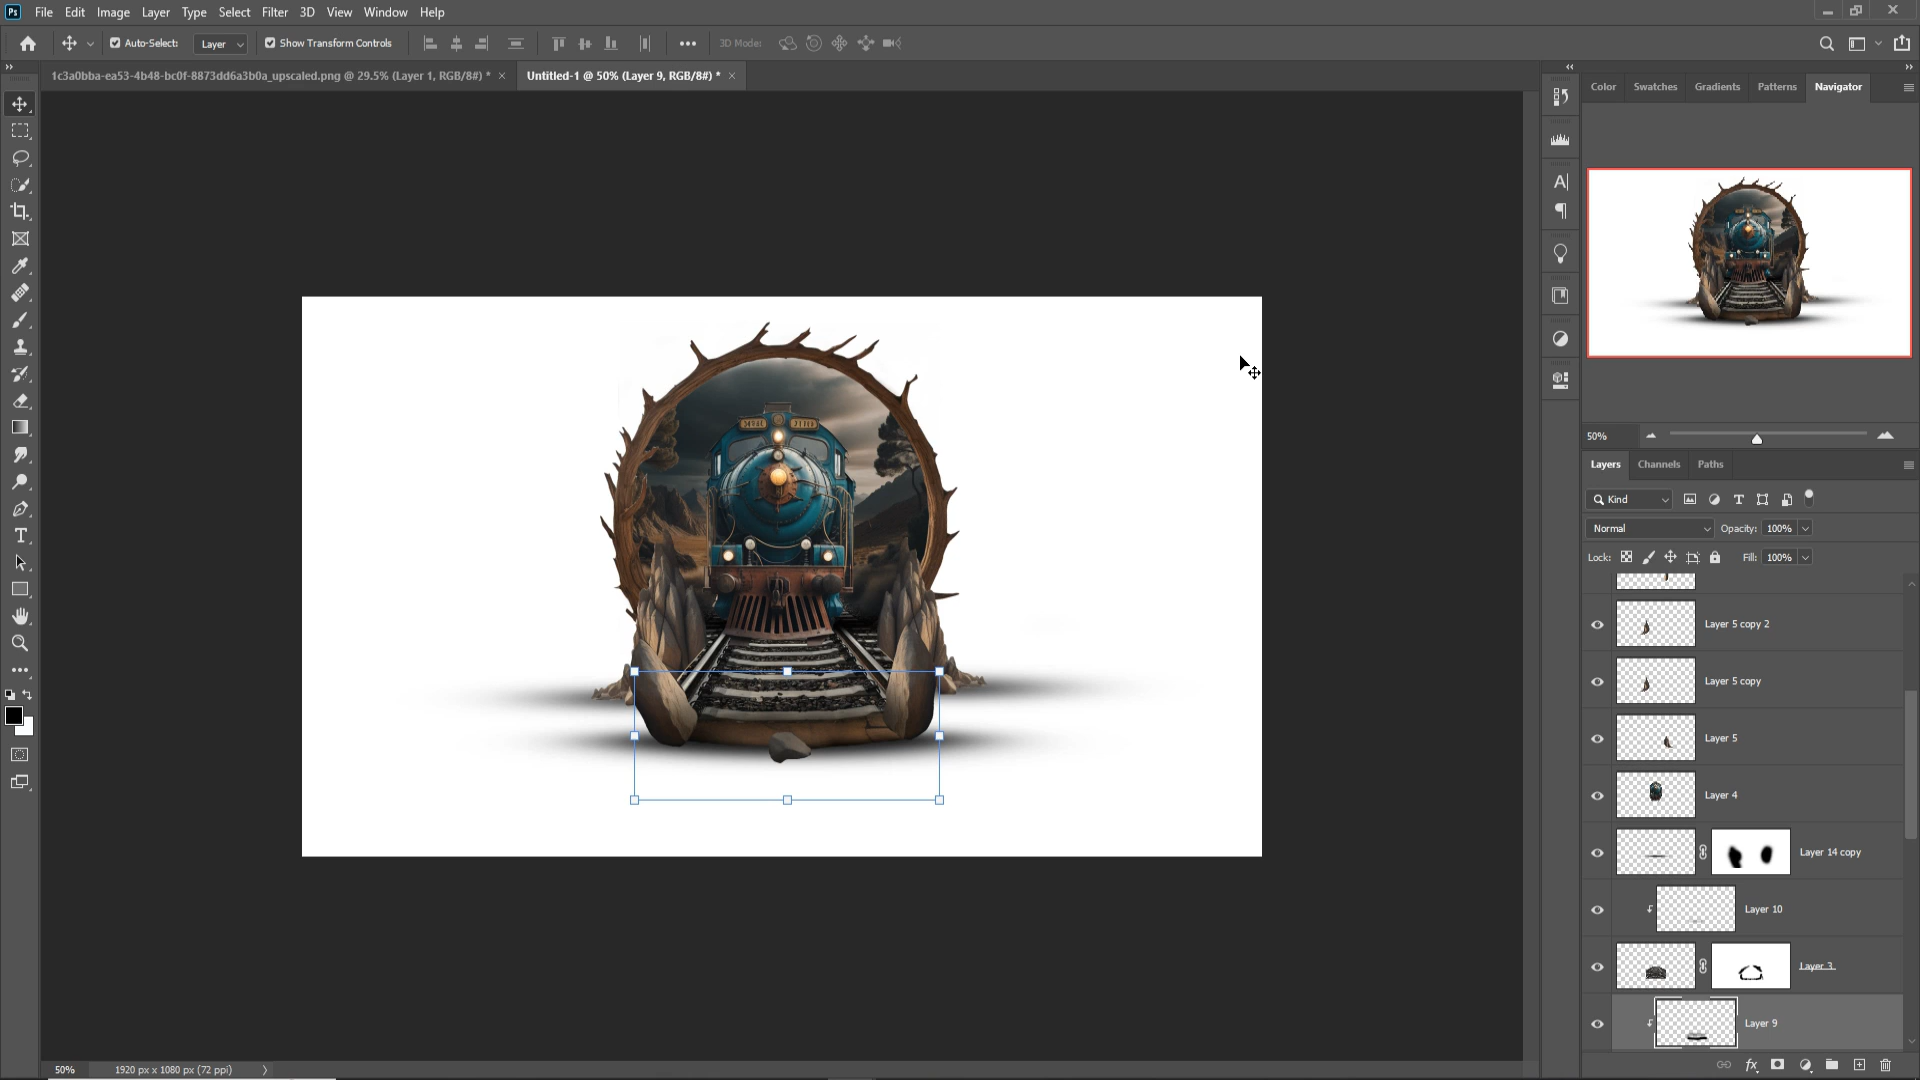 Ps File Edit Image Layer Type Select Filter 3D View Window Help
Auto-Select: Layer Show Transform Controls 3D Mode:
1c3a0bba-ea53-4b48-bc0f-8873dd6a3b0a_upscaled.png @ 29.5% (Layer 1, RGB/8#) * ×
Untitled-1 @ 50% (Layer 9, RGB/8#) * ×
Color Swatches Gradients Patterns Navigator
50%
Layers Channels Paths
Kind
Normal Opacity: 100%
Lock: Fill: 100%
Layer 5 copy 2
Layer 5 copy
Layer 5
Layer 4
Layer 14 copy
Layer 10
Layer 3
Layer 9
50% 1920 px x 1080 px (72 ppi)